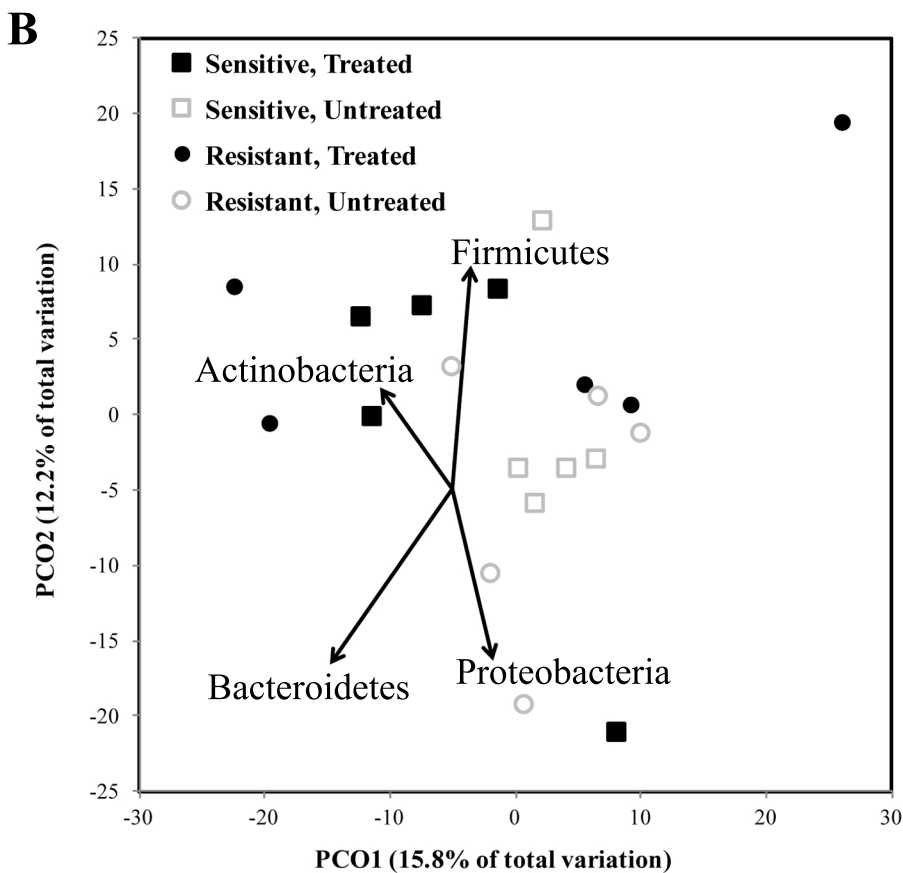 B
Sensitive, Treated
Sensitive, Untreated
Resistant, Treated
Resistant, Untreated
25
20
15
10
5
0
-5
-10
-15
-20
-25
PCO2 (12.2% of total variation)
Firmicutes
Actinobacteria
Bacteroidetes
Proteobacteria
-30
-20
-10
0
10
20
30
PCO1 (15.8% of total variation)